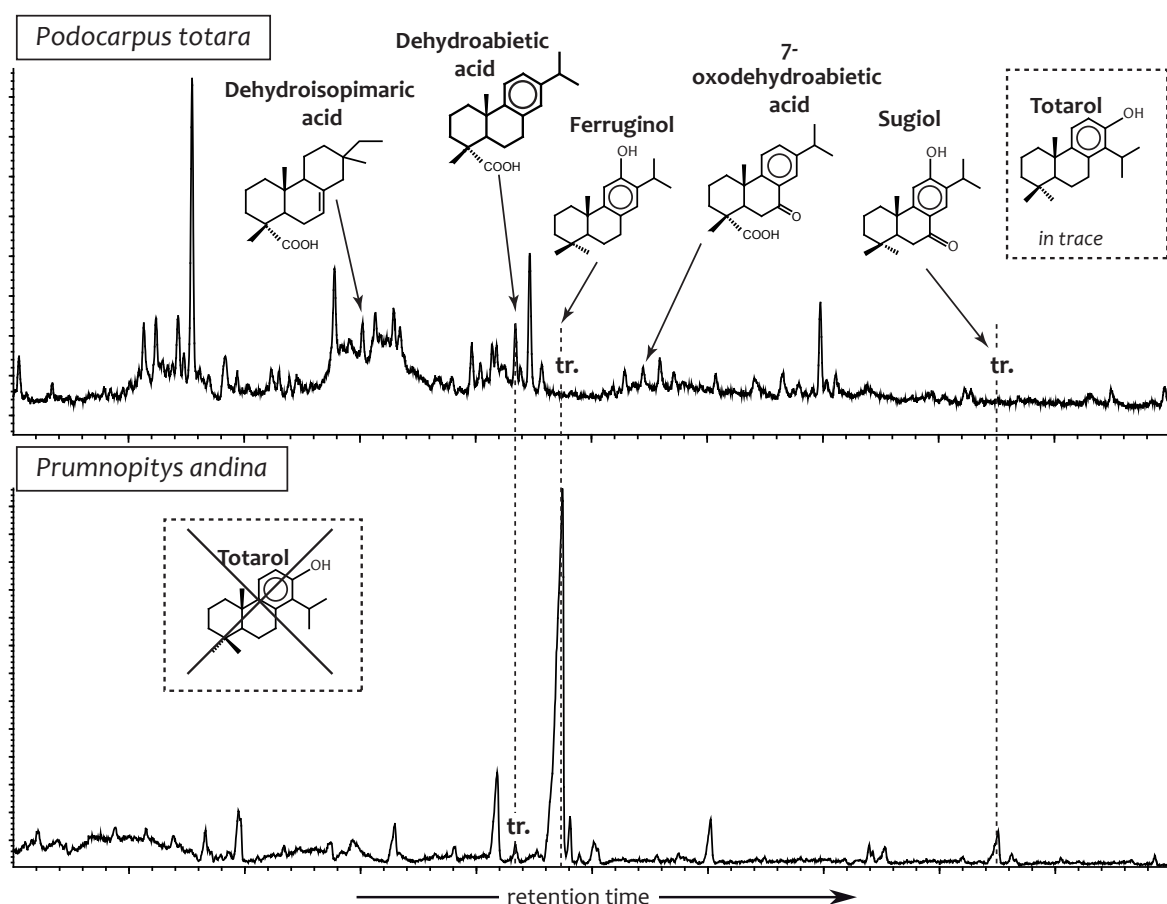 Podocarpus totara
Dehydroisopimaric
acid
COOH
Dehydroabietic
acid
COOH
Ferruginol
OH
7-
oxodehydroabietic
acid
O
COOH
Sugiol
OH
O
Totarol
OH
in trace
tr.
tr.
Prumnopitys andina
Totarol
OH
tr.
retention time